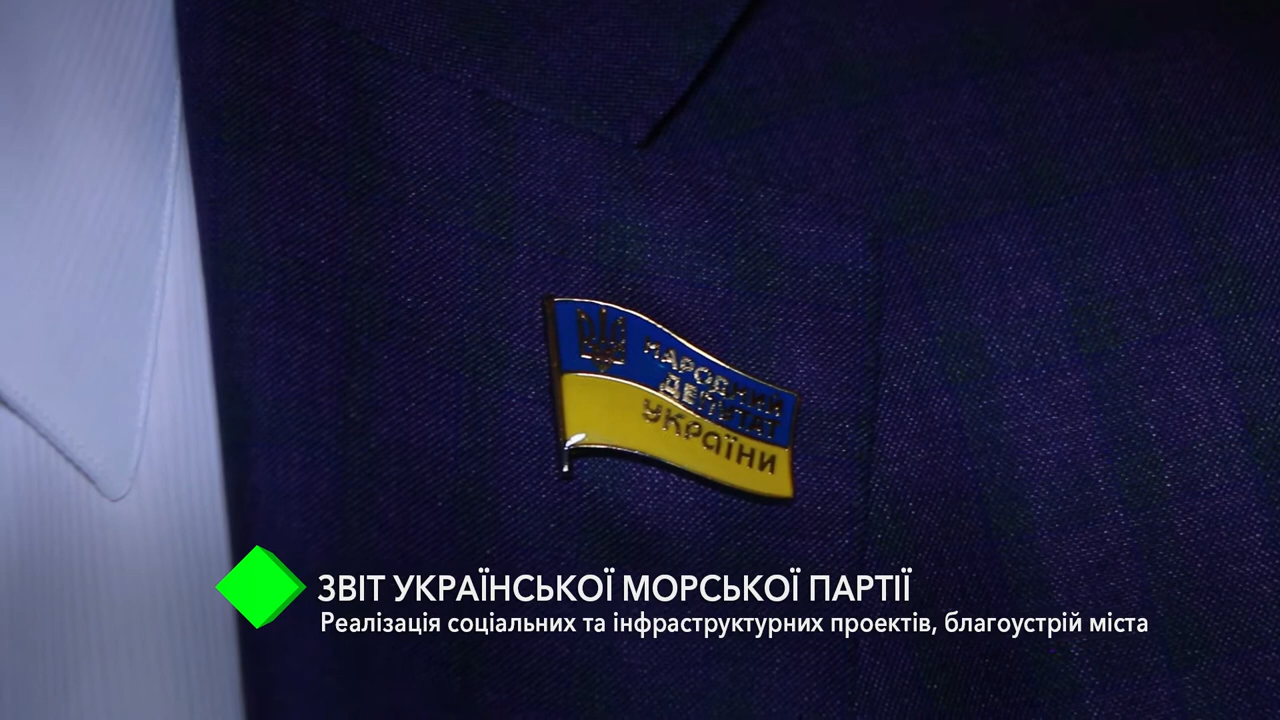 НАРОДНИЙ
ДЕПУТАТ
УКРАЇНИ
ЗВІТ УКРАЇНСЬКОЇ МОРСЬКОЇ ПАРТІЇ
Реалізація соціальних та інфраструктурних проектів, благоустрій міста